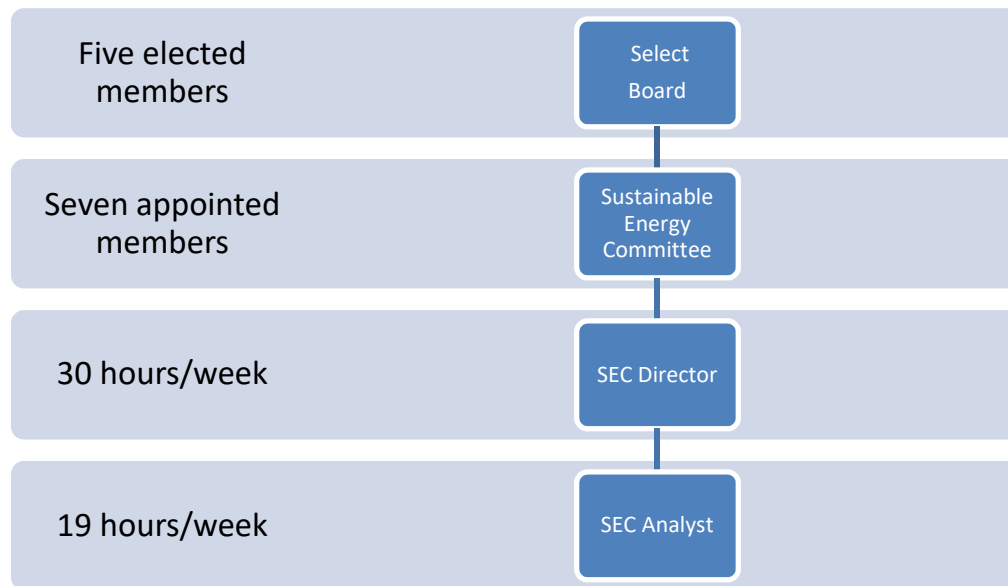 Five elected
members
Select
Board
Seven appointed
members
Sustainable
Energy
Committee
30 hours/week
SEC Director
19 hours/week
SEC Analyst